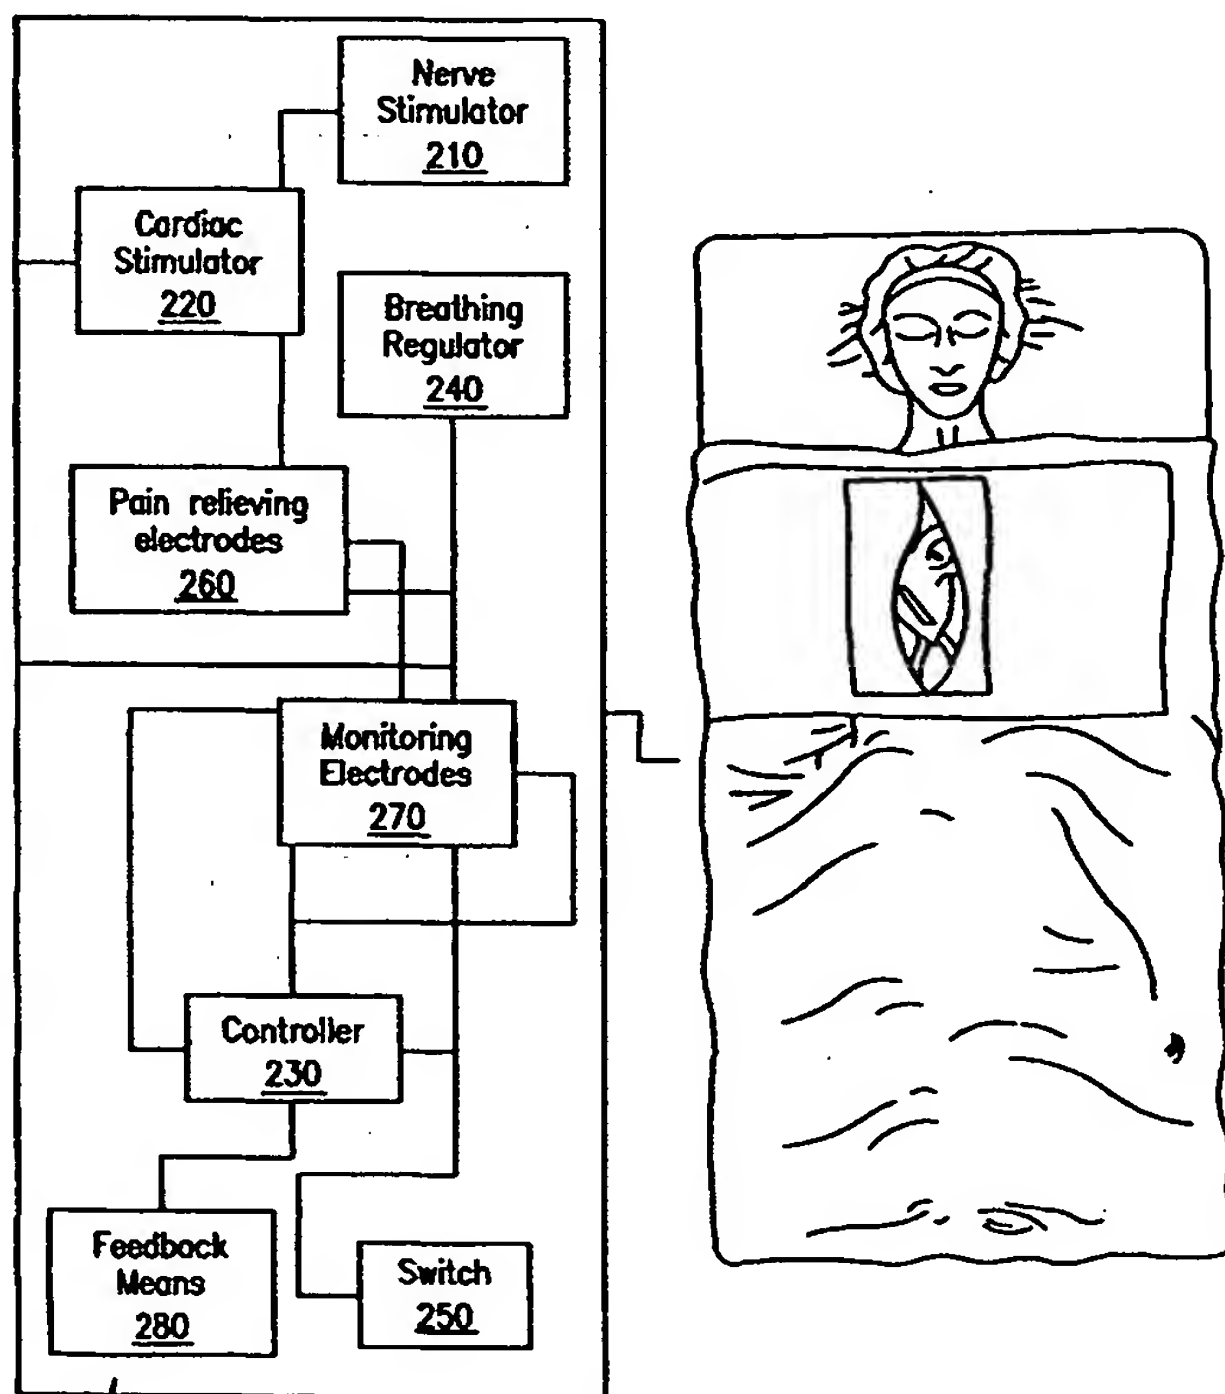 Nerve
Stimulator
210
Cardiac
Stimulator
220
Breathing
Regulator
240
Pain relieving
electrodes
260
Monitoring
Electrodes
270
Controller
230
Feedback
Means
280
Switch
250